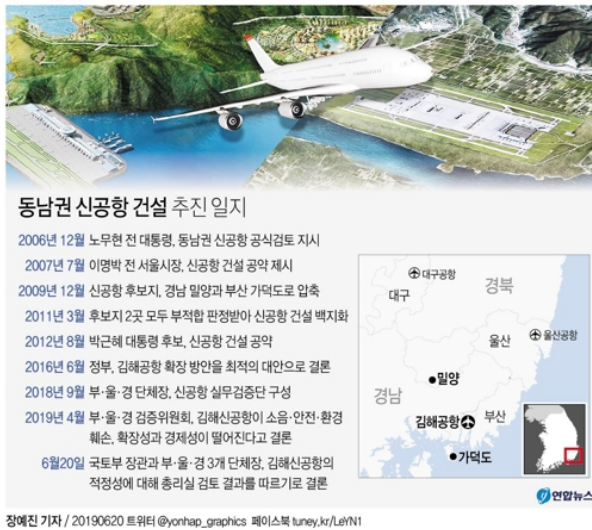 동남권 신공항 건설 추진 일지
2006년 12월 노무현 전 대통령, 동남권 신공항 공식검토 지시
2007년 7월 이명박 전 서울시장, 신공항 건설 공약 제시
2009년 12월 신공항 후보지, 경남 밀양과 부산 가덕도로 압축
2011년 3월 후보지 2곳 모두 부적합 판정받아 신공항 건설 백지화
2012년 8월 박근혜 대통령 후보, 신공항 건설 공약
2016년 6월 정부, 김해공항 확장 방안을 최적의 대안으로 결론
2018년 9월 부·울·경 단체장, 신공항 실무검증단 구성
2019년 4월 부·울·경 검증위원회, 김해신공항이 소음·안전·환경
훼손, 확장성과 경제성이 떨어진다고 결론
6월20일 국토부 장관과 부·울·경 3개 단체장, 김해신공항의
적정성에 대해 총리실 검토 결과를 따르기로 결론
대구공항
대구
경북
울산
울산공항
밀양
경남
김해공항
부산
가덕도
연합뉴스
장예진 기자 / 20190620 트위터 @yonhap_graphics 페이스북 tuney.kr/LeYN1